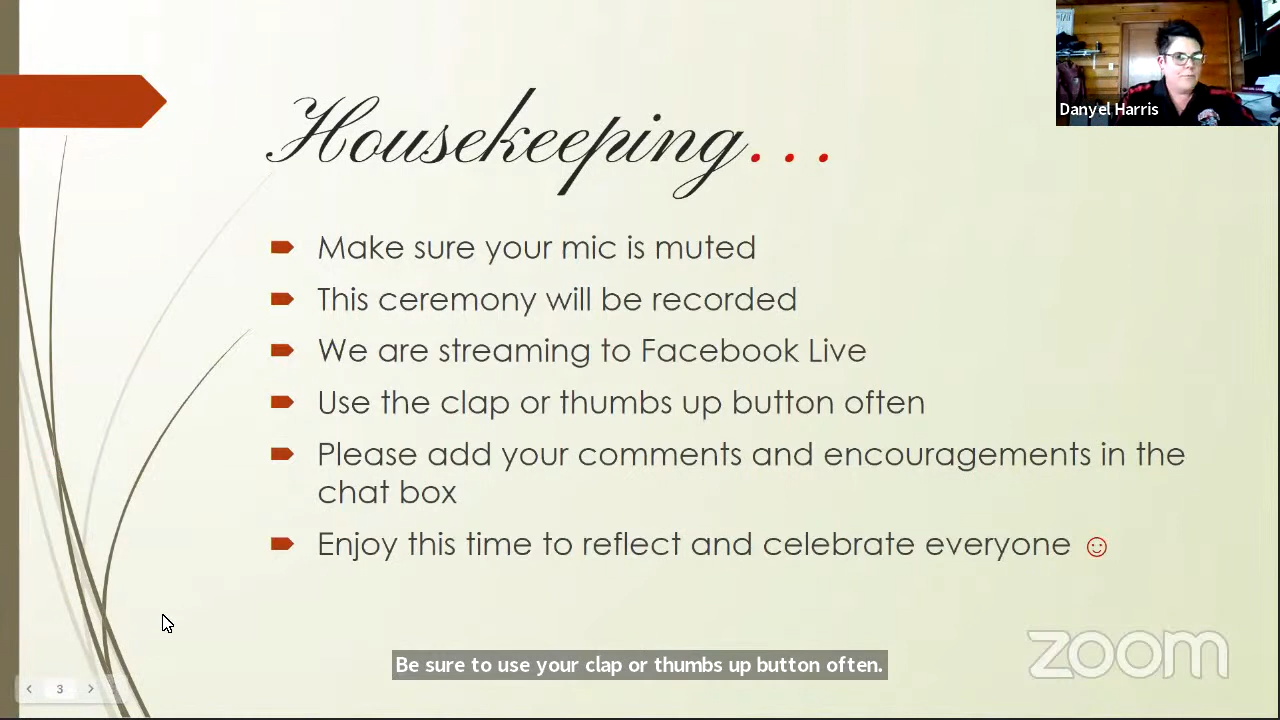 Danyel Harris
Housekeeping...
Make sure your mic is muted
This ceremony will be recorded
We are streaming to Facebook Live
Use the clap or thumbs up button often
Please add your comments and encouragements in the
chat box
Enjoy this time to reflect and celebrate everyone ☺
Be sure to use your clap or thumbs up button often.
zoom
3